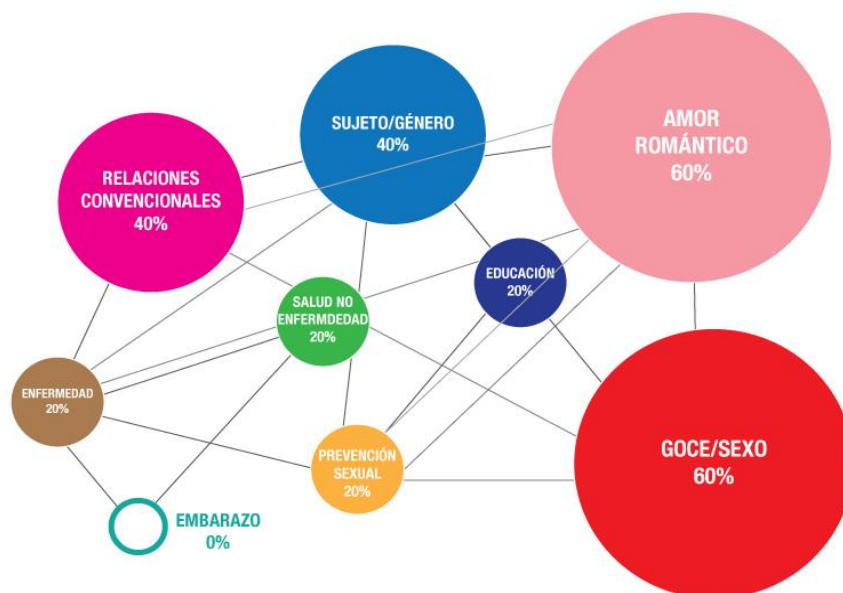 SUJETO/GÉNERO
40%
AMOR
ROMÁNTICO
60%
RELACIONES
CONVENCIONALES
40%
EDUCACIÓN
20%
SALUD NO
ENFERMDEDAD
20%
ENFERMEDAD
20%
PREVENCIÓN
SEXUAL
20%
GOCE/SEXO
60%
EMBARAZO
0%